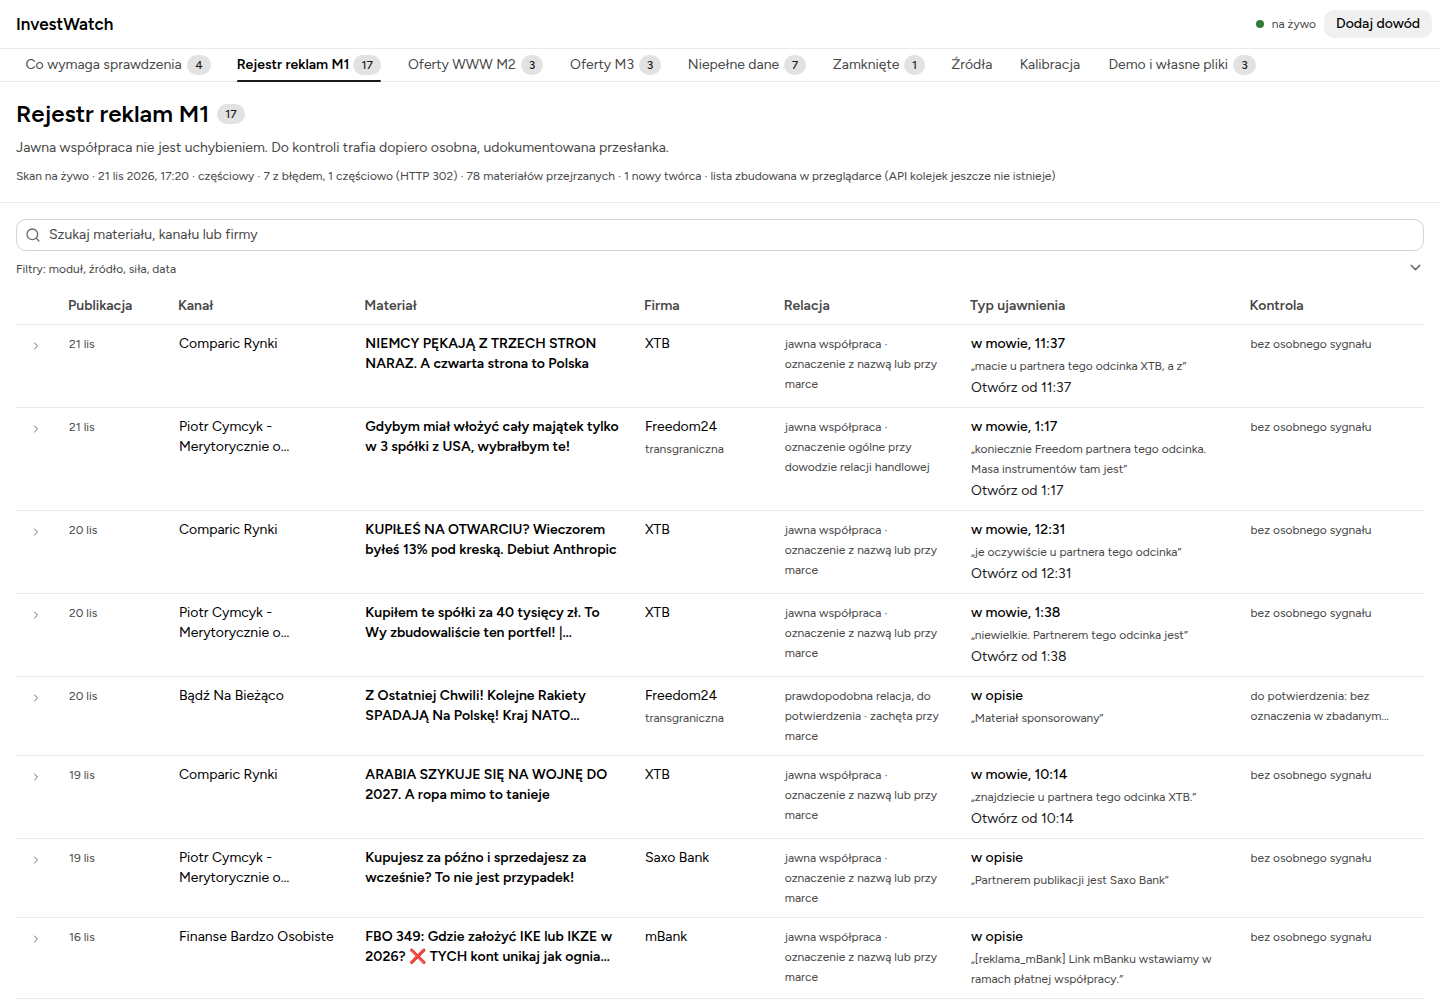 InvestWatch
na żywo
Dodaj dowód
Co wymaga sprawdzenia 4
Rejestr reklam M1 17
Oferty WWW M2 3
Oferty M3 3
Niepełne dane 7
Zamknięte 1
Źródła
Kalibracja
Demo i własne pliki 3
Rejestr reklam M1 17
Jawna współpraca nie jest uchybieniem. Do kontroli trafia dopiero osobna, udokumentowana przesłanka.
Skan na żywo · 21 lis 2026, 17:20 · częściowy · 7 z błędem, 1 częściowo (HTTP 302) · 78 materiałów przejrzanych · 1 nowy twórca · lista zbudowana w przeglądarce (API kolejek jeszcze nie istnieje)
Szukaj materiału, kanału lub firmy
Filtry: moduł, źródło, siła, data
Publikacja Kanał Materiał Firma Relacja Typ ujawnienia Kontrola
21 lis
Comparic Rynki
NIEMCY PĘKAJĄ Z TRZECH STRON
NARAZ. A czwarta strona to Polska
XTB
jawna współpraca ·
oznaczenie z nazwą lub przy
marce
w mowie, 11:37
„macie u partnera tego odcinka XTB, a z”
Otwórz od 11:37
bez osobnego sygnału
21 lis
Piotr Cymcyk -
Merytorycznie o...
Gdybym miał włożyć cały majątek tylko
w 3 spółki z USA, wybrałbym te!
Freedom24
transgraniczna
jawna współpraca ·
oznaczenie ogólne przy
dowodzie relacji handlowej
w mowie, 1:17
„koniecznie Freedom partnera tego odcinka.
Masa instrumentów tam jest”
Otwórz od 1:17
bez osobnego sygnału
20 lis
Comparic Rynki
KUPIŁEŚ NA OTWARCIU? Wieczorem
byłeś 13% pod kreską. Debiut Anthropic
XTB
jawna współpraca ·
oznaczenie z nazwą lub przy
marce
w mowie, 12:31
„je oczywiście u partnera tego odcinka”
Otwórz od 12:31
bez osobnego sygnału
20 lis
Piotr Cymcyk -
Merytorycznie o...
Kupiłem te spółki za 40 tysięcy zł. To
Wy zbudowaliście ten portfel! |...
XTB
jawna współpraca ·
oznaczenie z nazwą lub przy
marce
w mowie, 1:38
„niewielkie. Partnerem tego odcinka jest”
Otwórz od 1:38
bez osobnego sygnału
20 lis
Bądź Na Bieżąco
Z Ostatniej Chwili! Kolejne Rakiety
SPADAJĄ Na Polskę! Kraj NATO...
Freedom24
transgraniczna
prawdopodobna relacja, do
potwierdzenia · zachęta przy
marce
w opisie
„Materiał sponsorowany”
do potwierdzenia: bez
oznaczenia w zbadanym...
19 lis
Comparic Rynki
ARABIA SZYKUJE SIĘ NA WOJNĘ DO
2027. A ropa mimo to tanieje
XTB
jawna współpraca ·
oznaczenie z nazwą lub przy
marce
w mowie, 10:14
„znajdziecie u partnera tego odcinka XTB.”
Otwórz od 10:14
bez osobnego sygnału
19 lis
Piotr Cymcyk -
Merytorycznie o...
Kupujesz za późno i sprzedajesz za
wcześnie? To nie jest przypadek!
Saxo Bank
jawna współpraca ·
oznaczenie z nazwą lub przy
marce
w opisie
„Partnerem publikacji jest Saxo Bank”
bez osobnego sygnału
16 lis
Finanse Bardzo Osobiste
FBO 349: Gdzie założyć IKE lub IKZE w
2026? ❌ TYCH kont unikaj jak ognia...
mBank
jawna współpraca ·
oznaczenie z nazwą lub przy
marce
w opisie
„[reklama_mBank] Link mBanku wstawiamy w
ramach płatnej współpracy.”
bez osobnego sygnału